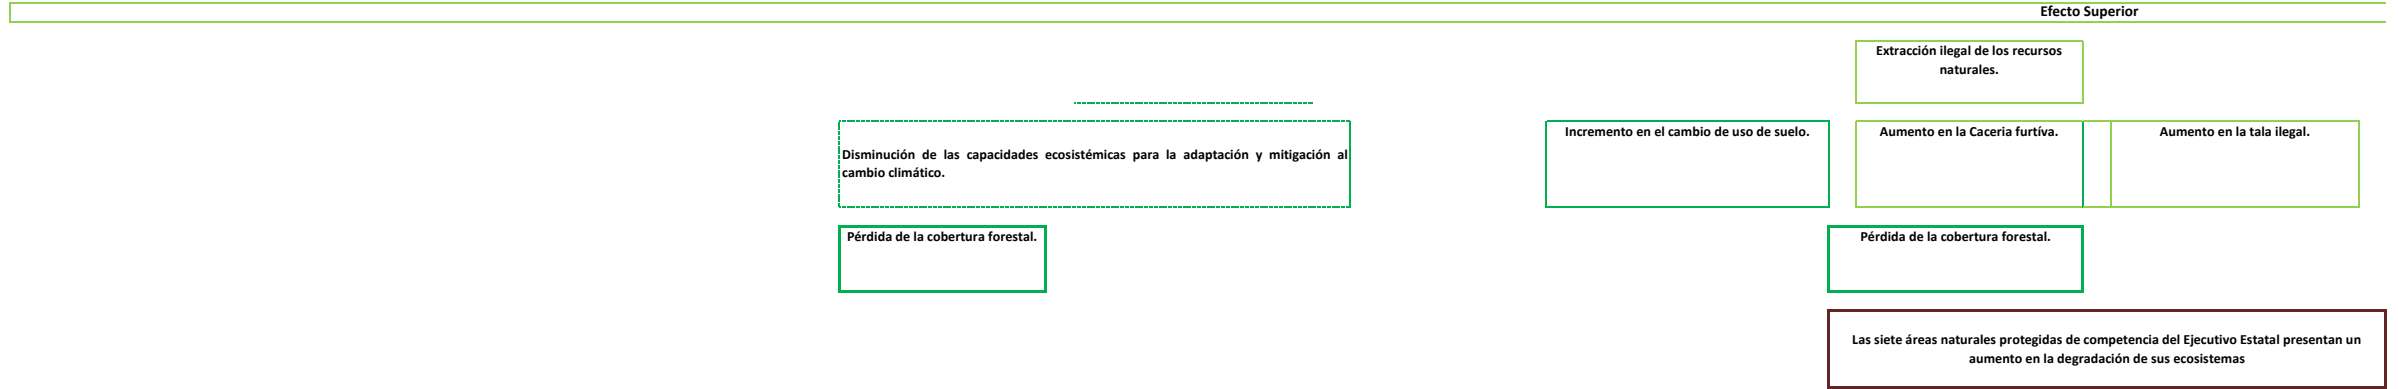 Efecto Superior
Extracción ilegal de los recursos
naturales.
Disminución de las capacidades ecosistémicas para la adaptación y mitigación al
cambio climático.
Incremento en el cambio de uso de suelo.
Aumento en la Caceria furtíva.
Aumento en la tala ilegal.
Pérdida de la cobertura forestal.
Pérdida de la cobertura forestal.
Las siete áreas naturales protegidas de competencia del Ejecutivo Estatal presentan un
aumento en la degradación de sus ecosistemas